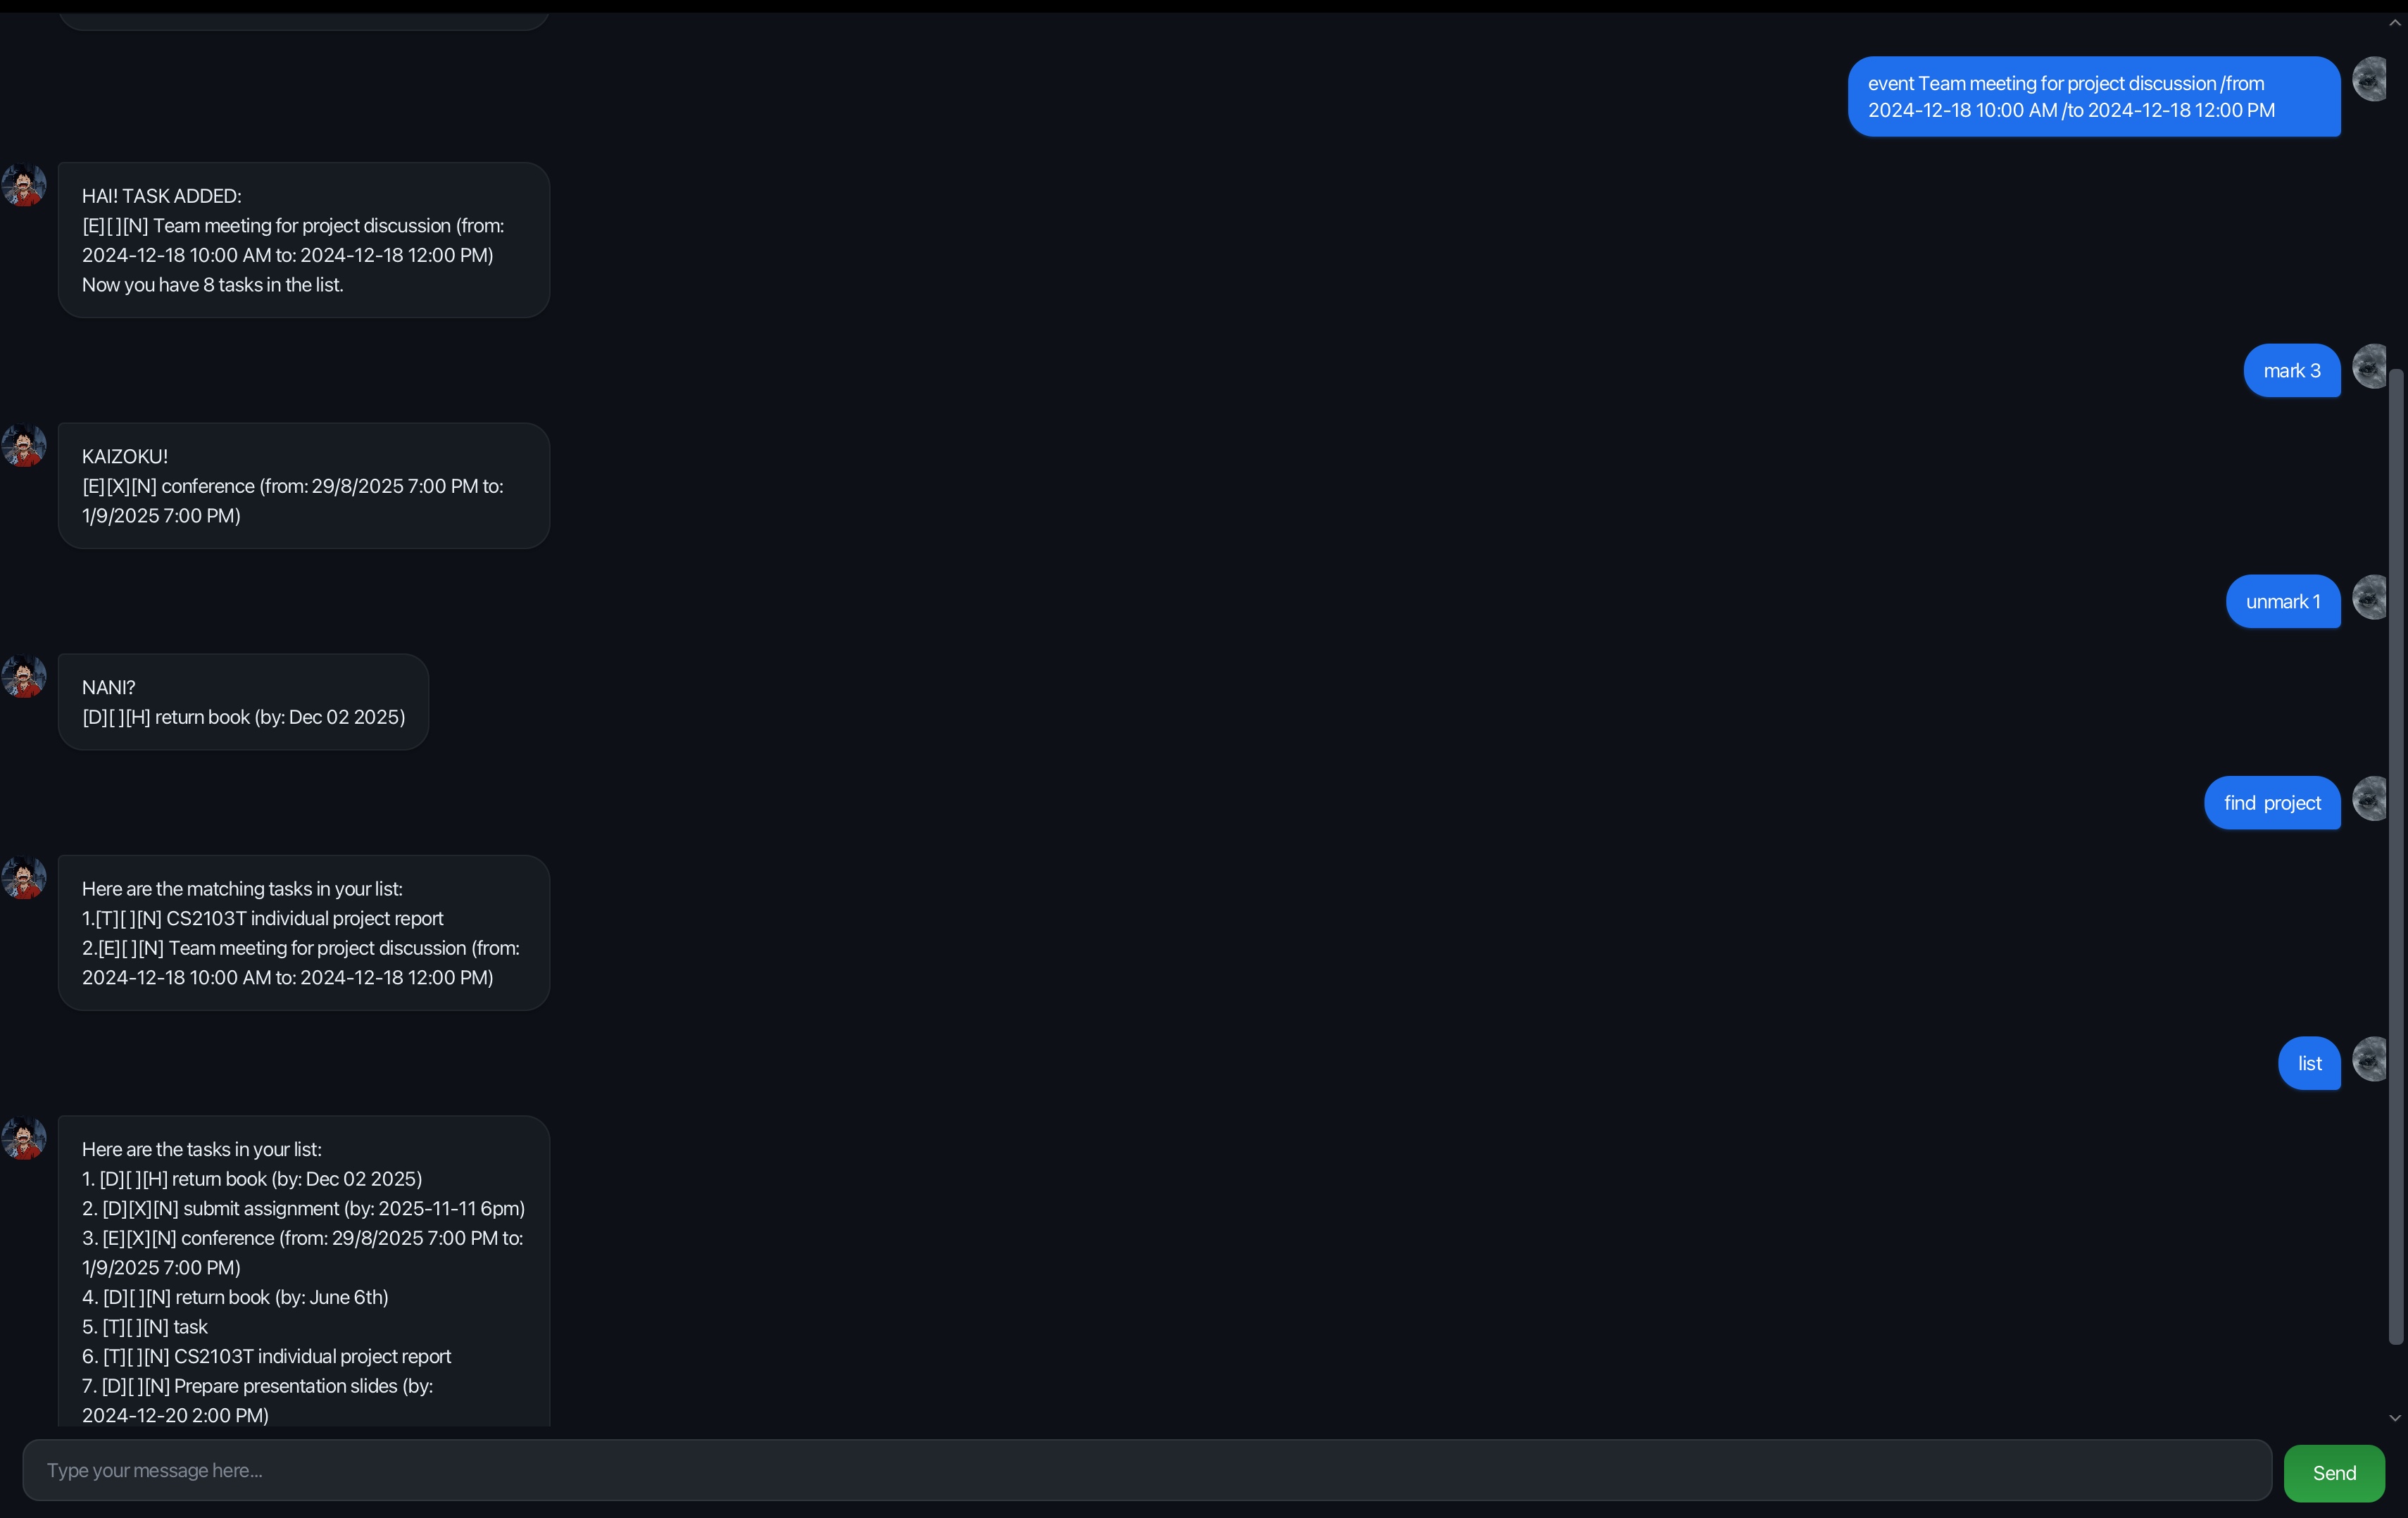 event Team meeting for project discussion /from
2024-12-18 10:00 AM /to 2024-12-18 12:00 PM
HAI! TASK ADDED:
[E][ ][N] Team meeting for project discussion (from:
2024-12-18 10:00 AM to: 2024-12-18 12:00 PM)
Now you have 8 tasks in the list.
mark 3
KAIZOKU!
[E][X][N] conference (from: 29/8/2025 7:00 PM to:
1/9/2025 7:00 PM)
unmark 1
NANI?
[D][ ][H] return book (by: Dec 02 2025)
find  project
Here are the matching tasks in your list:
1.[T][ ][N] CS2103T individual project report
2.[E][ ][N] Team meeting for project discussion (from:
2024-12-18 10:00 AM to: 2024-12-18 12:00 PM)
list
Here are the tasks in your list:
1. [D][ ][H] return book (by: Dec 02 2025)
2. [D][X][N] submit assignment (by: 2025-11-11 6pm)
3. [E][X][N] conference (from: 29/8/2025 7:00 PM to:
1/9/2025 7:00 PM)
4. [D][ ][N] return book (by: June 6th)
5. [T][ ][N] task
6. [T][ ][N] CS2103T individual project report
7. [D][ ][N] Prepare presentation slides (by:
2024-12-20 2:00 PM)
Type your message here...
Send